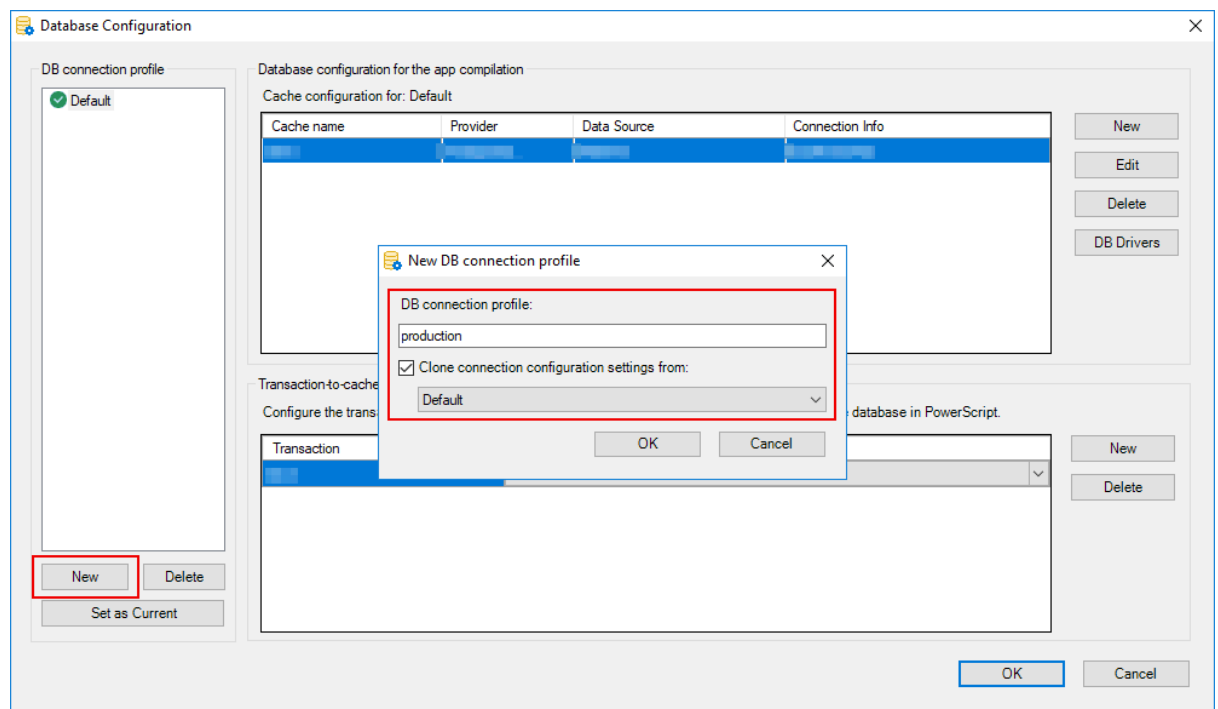 Database Configuration
DB connection profile
Default
New
Delete
Set as Current
Database configuration for the app compilation
Cache configuration for: Default
Cache name Provider Data Source Connection Info
New
Edit
Delete
DB Drivers
New DB connection profile
DB connection profile:
production
Clone connection configuration settings from:
Default
OK Cancel
Transaction-to-cache
Configure the trans
database in PowerScript.
Transaction
New
Delete
OK Cancel